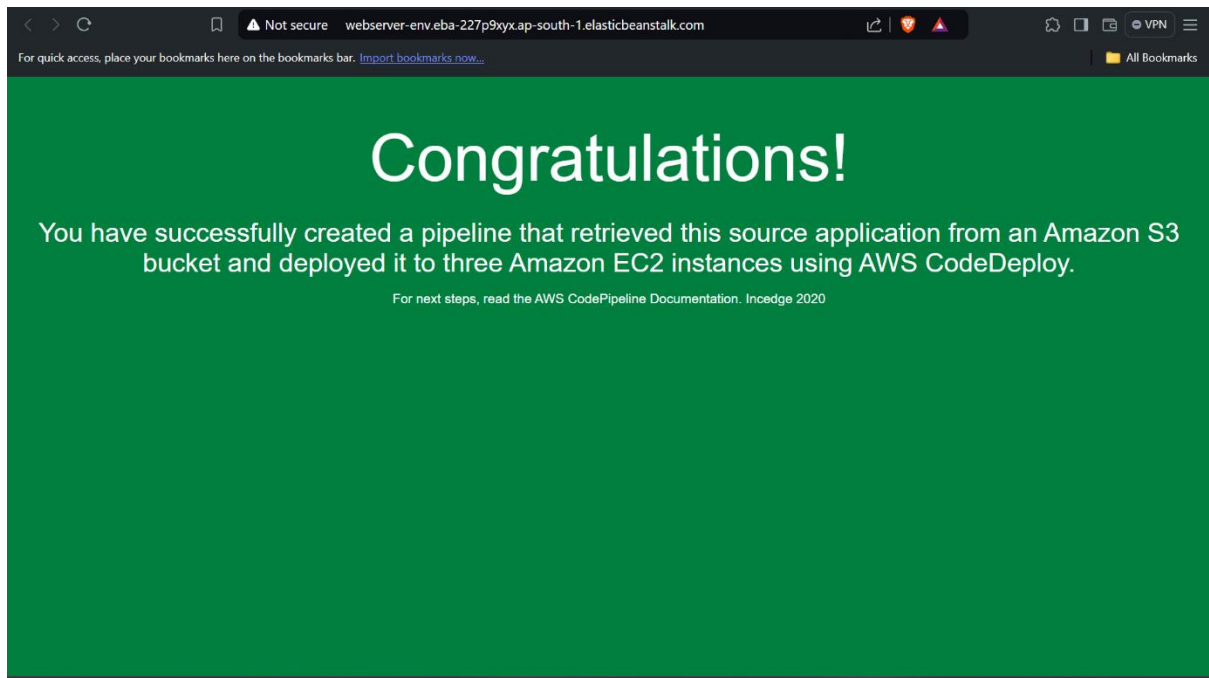 Not secure webserver-env.eba-227p9xyx.ap-south-1.elasticbeanstalk.com VPN
For quick access, place your bookmarks here on the bookmarks bar. Import bookmarks now... All Bookmarks
Congratulations!
You have successfully created a pipeline that retrieved this source application from an Amazon S3
bucket and deployed it to three Amazon EC2 instances using AWS CodeDeploy.
For next steps, read the AWS CodePipeline Documentation. Incedge 2020